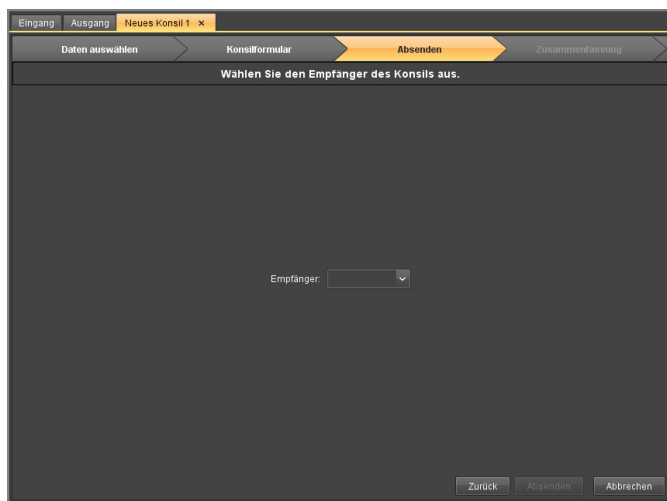 Eingang Ausgang Neues Konsil 1 ×
Daten auswählen Konsilformular Absenden Zusammenfassung
Wählen Sie den Empfänger des Konsils aus.
Empfänger:
Zurück Absenden Abbrechen